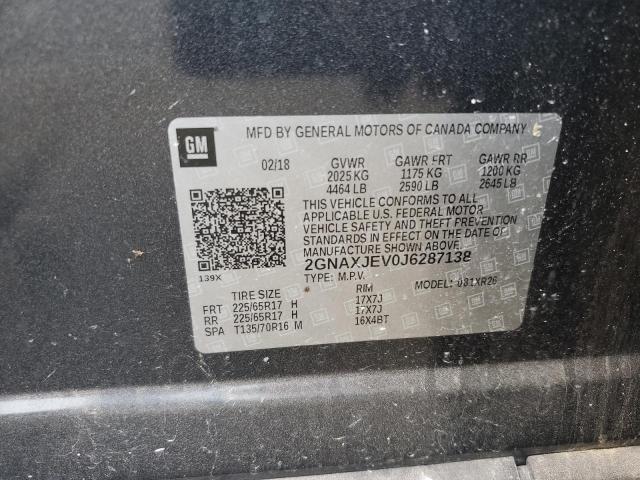 GM
MFD BY GENERAL MOTORS OF CANADA COMPANY
02/18 GVWR GAWR FRT GAWR RR
2025 KG 1175 KG 1200 KG
4464 LB 2590 LB 2645 LB
THIS VEHICLE CONFORMS TO ALL
APPLICABLE U.S. FEDERAL MOTOR
VEHICLE SAFETY AND THEFT PREVENTION
STANDARDS IN EFFECT ON THE DATE OF
MANUFACTURE SHOWN ABOVE.
2GNAXJEV0J6287138
139X
TYPE: M.P.V. MODEL: 0B1XR26
TIRE SIZE RIM
FRT 225/65R17 H 17X7J
RR 225/65R17 H 17X7J
SPA T135/70R16 M 16X4BT